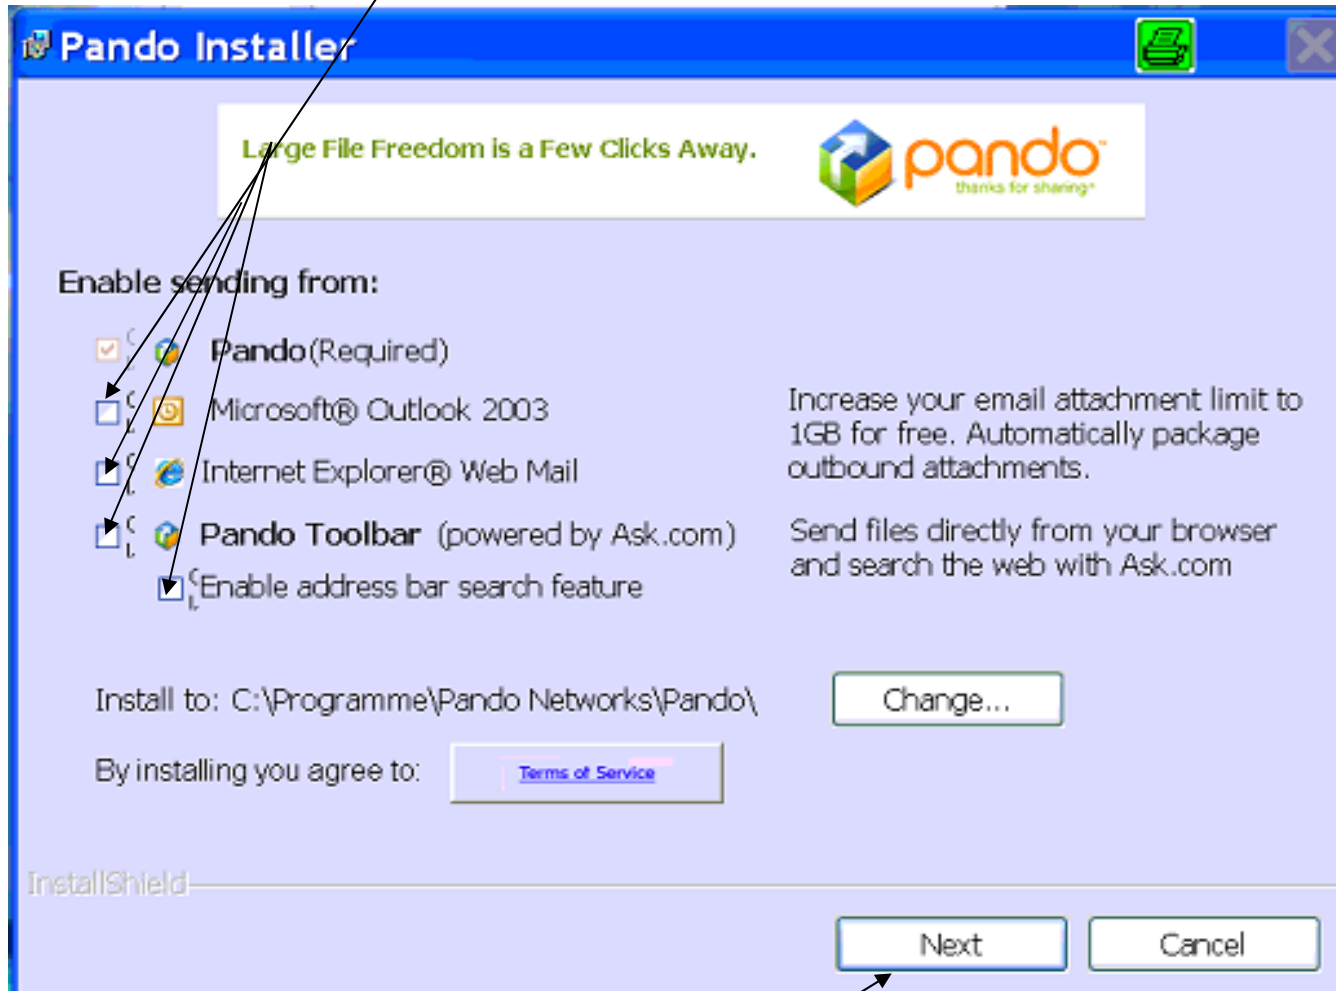 Pando Installer
Large File Freedom is a Few Clicks Away.
pando™
thanks for sharing
Enable sending from:
Pando (Required)
Microsoft® Outlook 2003
Internet Explorer® Web Mail
Increase your email attachment limit to
1GB for free. Automatically package
outbound attachments.
Pando Toolbar (powered by Ask.com)
Enable address bar search feature
Send files directly from your browser
and search the web with Ask.com
Install to: C:\Programme\Pando Networks\Pando\
Change...
By installing you agree to:
Terms of Service
InstallShield
Next
Cancel